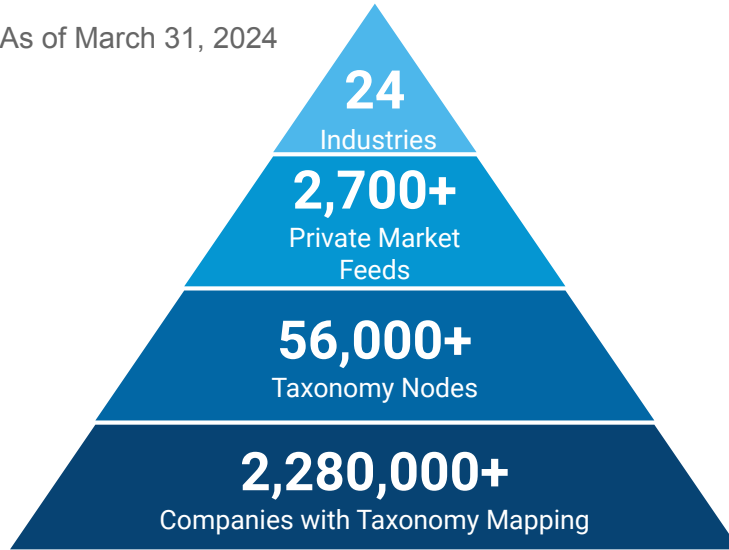 As of March 31, 2024
24
Industries
2,700+
Private Market
Feeds
56,000+
Taxonomy Nodes
2,280,000+
Companies with Taxonomy Mapping